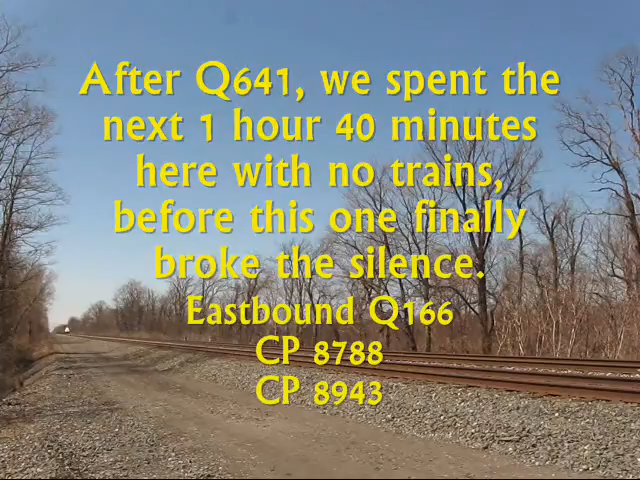 After Q641, we spent the
next 1 hour 40 minutes
here with no trains,
before this one finally
broke the silence.
Eastbound Q166
CP 8788
CP 8943